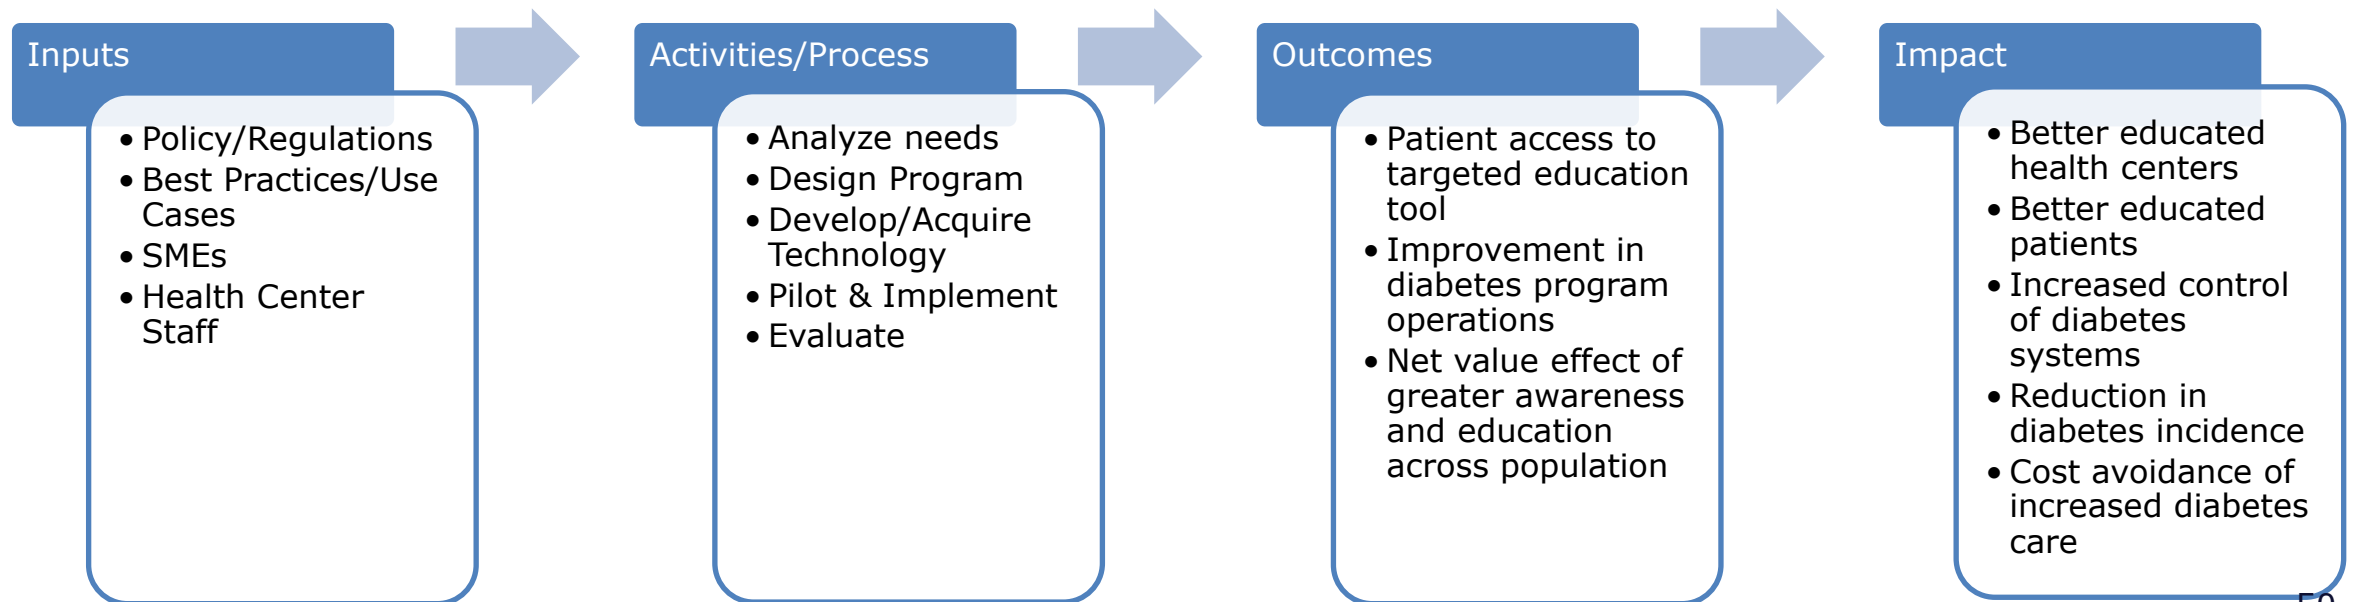 Inputs
• Policy/Regulations
• Best Practices/Use
Cases
• SMEs
• Health Center
Staff
Activities/Process
• Analyze needs
• Design Program
• Develop/Acquire
Technology
• Pilot & Implement
• Evaluate
Outcomes
• Patient access to
targeted education
tool
• Improvement in
diabetes program
operations
• Net value effect of
greater awareness
and education
across population
Impact
• Better educated
health centers
• Better educated
patients
• Increased control
of diabetes
systems
• Reduction in
diabetes incidence
• Cost avoidance of
increased diabetes
care